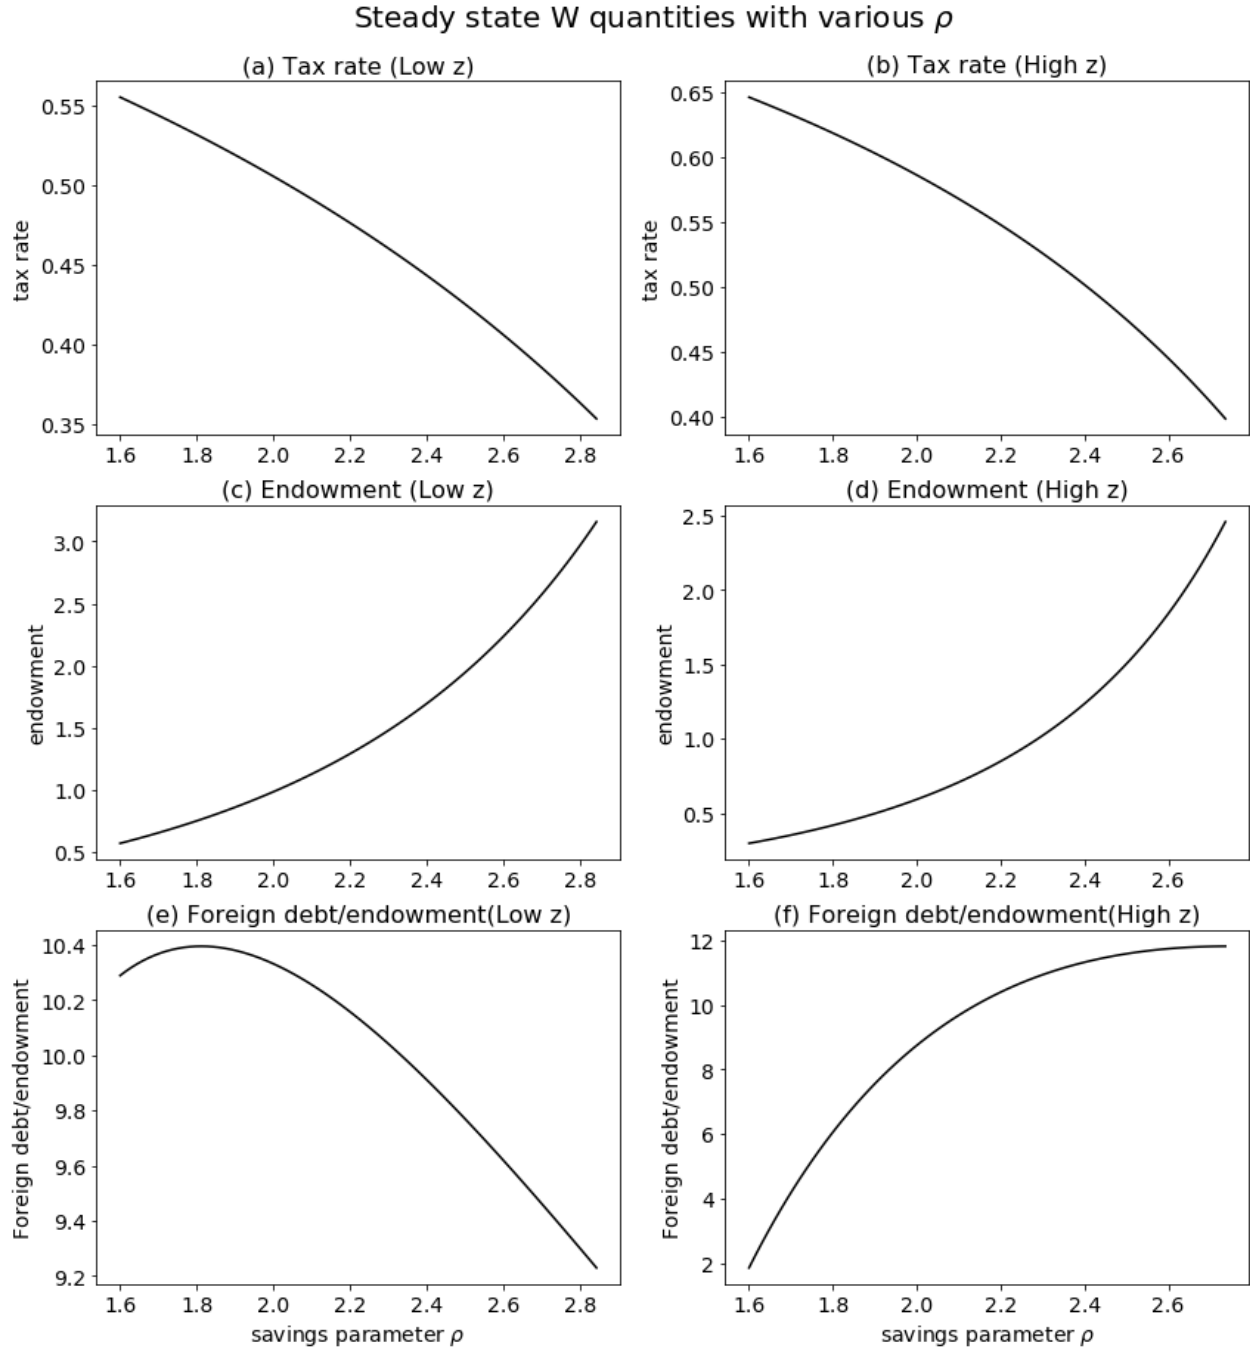 Steady state W quantities with various ρ
(a) Tax rate (Low z)
0.55
0.50
0.45
0.40
0.35
tax rate
1.6 1.8 2.0 2.2 2.4 2.6 2.8
(b) Tax rate (High z)
0.65
0.60
0.55
0.50
0.45
0.40
tax rate
1.6 1.8 2.0 2.2 2.4 2.6
(c) Endowment (Low z)
3.0
2.5
2.0
1.5
1.0
0.5
endowment
1.6 1.8 2.0 2.2 2.4 2.6 2.8
(d) Endowment (High z)
2.5
2.0
1.5
1.0
0.5
endowment
1.6 1.8 2.0 2.2 2.4 2.6
(e) Foreign debt/endowment(Low z)
10.4
10.2
10.0
9.8
9.6
9.4
9.2
Foreign debt/endowment
1.6 1.8 2.0 2.2 2.4 2.6 2.8
savings parameter ρ
(f) Foreign debt/endowment(High z)
12
10
8
6
4
2
Foreign debt/endowment
1.6 1.8 2.0 2.2 2.4 2.6
savings parameter ρ